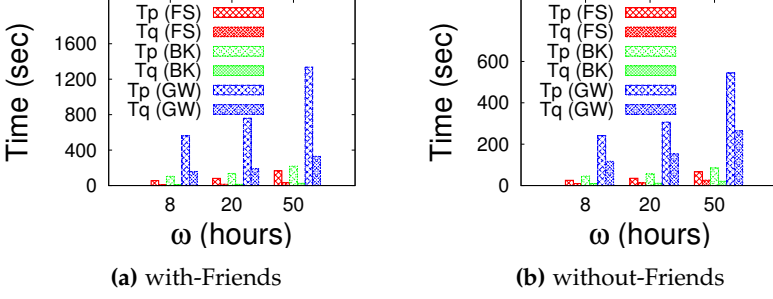 Time (sec)
1600
1200
800
400
0
Tp (FS)
Tq (FS)
Tp (BK)
Tq (BK)
Tp (GW)
Tq (GW)
8 20 50
ω (hours)
(a) with-Friends
Time (sec)
600
400
200
0
Tp (FS)
Tq (FS)
Tp (BK)
Tq (BK)
Tp (GW)
Tq (GW)
8 20 50
ω (hours)
(b) without-Friends